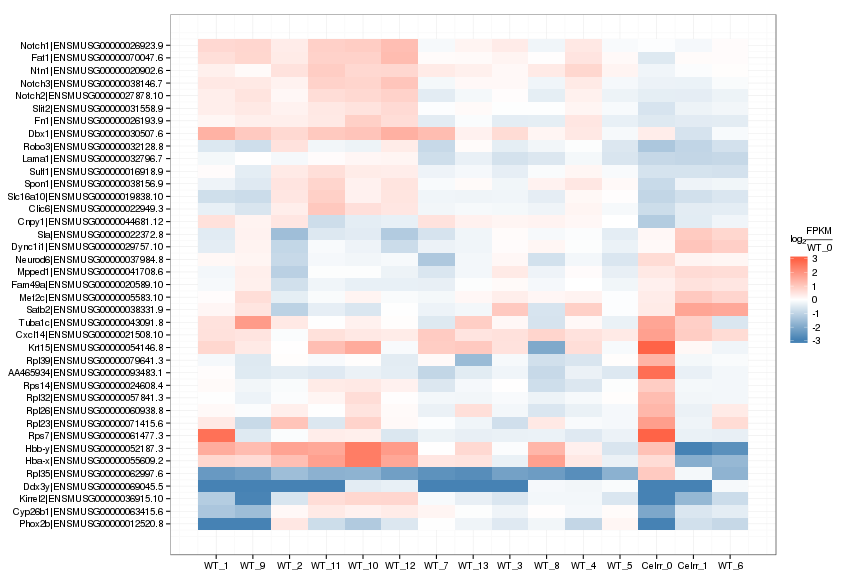 Notch1|ENSMUSG00000026923.9
Fat1|ENSMUSG00000070047.6
Ntn1|ENSMUSG00000020902.6
Notch3|ENSMUSG00000038146.7
Notch2|ENSMUSG00000027878.10
Slit2|ENSMUSG00000031558.9
Fn1|ENSMUSG00000026193.9
Dbx1|ENSMUSG00000030507.6
Robo3|ENSMUSG00000032128.8
Lama1|ENSMUSG00000032796.7
Sulf1|ENSMUSG00000016918.9
Spon1|ENSMUSG00000038156.9
Slc16a10|ENSMUSG00000019838.10
Clic6|ENSMUSG00000022949.3
Cnpy1|ENSMUSG00000044681.12
Sla|ENSMUSG00000022372.8
Dync1i1|ENSMUSG00000029757.10
Neurod6|ENSMUSG00000037984.8
Mpped1|ENSMUSG00000041708.6
Fam49a|ENSMUSG00000020589.10
Mef2c|ENSMUSG00000005583.10
Satb2|ENSMUSG00000038331.9
Tuba1c|ENSMUSG00000043091.8
Cxcl14|ENSMUSG00000021508.10
Krt15|ENSMUSG00000054146.8
Rpl39|ENSMUSG00000079641.3
AA465934|ENSMUSG00000093483.1
Rps14|ENSMUSG00000024608.4
Rpl32|ENSMUSG00000057841.3
Rpl26|ENSMUSG00000060938.8
Rpl23|ENSMUSG00000071415.6
Rps7|ENSMUSG00000061477.3
Hbb-y|ENSMUSG00000052187.3
Hba-x|ENSMUSG00000055609.2
Rpl35|ENSMUSG00000062997.6
Ddx3y|ENSMUSG00000069045.5
Kirrel2|ENSMUSG00000036915.10
Cyp26b1|ENSMUSG00000063415.6
Phox2b|ENSMUSG00000012520.8
WT_1 WT_9 WT_2 WT_11 WT_10 WT_12 WT_7 WT_13 WT_3 WT_8 WT_4 WT_5 Celrr_0 Celrr_1 WT_6
log2 FPKM
WT_0
3
2
1
0
-1
-2
-3